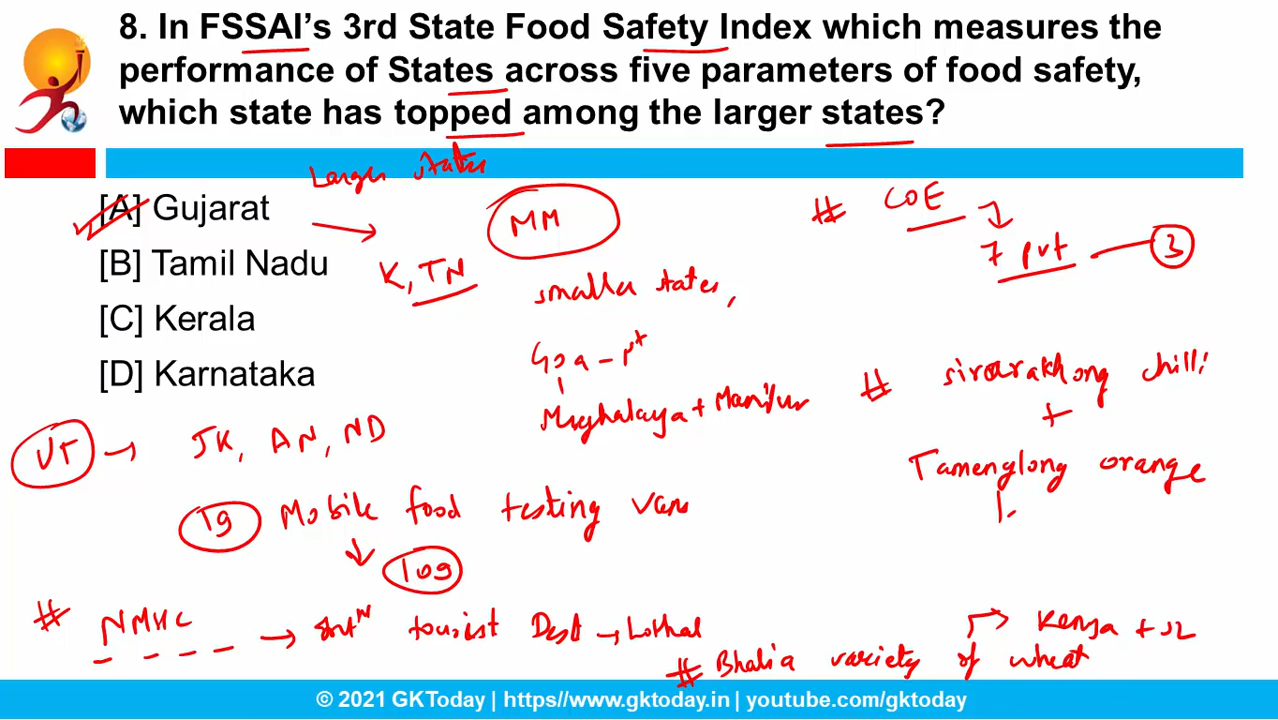 8. In FSSAI’s 3rd State Food Safety Index which measures the
performance of States across five parameters of food safety,
which state has topped among the larger states?
Larger states
[A] Gujarat
MM
# COE
7 pvt
3
[B] Tamil Nadu
K, TN
smaller states,
[C] Kerala
Goa
[D] Karnataka
# sirarakhong chilli
+
Meghalaya + Manipur
UT
JK, AN, ND
Tamenglong orange
19 Mobile food testing vans
109
# NMHC
tourist Dest Lothal
Kenya + SL
# Bhalia variety of wheat
© 2021 GKToday | https//www.gktoday.in | youtube.com/gktoday